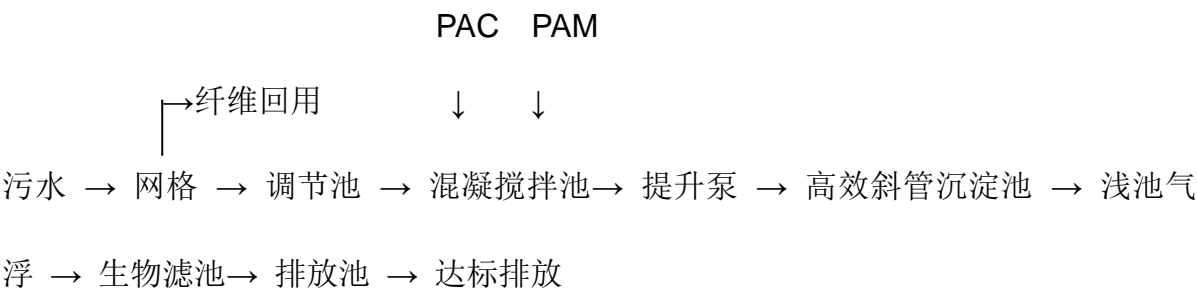 PAC PAM
→纤维回用 ↓ ↓
污水 → 网格 → 调节池 → 混凝搅拌池→ 提升泵 → 高效斜管沉淀池 → 浅池气
浮 → 生物滤池→ 排放池 → 达标排放